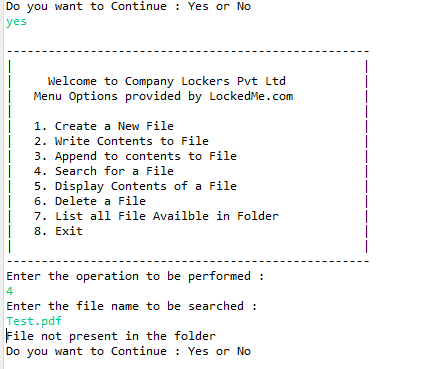 Do you want to Continue : Yes or No
yes
----------------------------------------------------
Welcome to Company Lockers Pvt Ltd
Menu Options provided by LockedMe.com
1. Create a New File
2. Write Contents to File
3. Append to contents to File
4. Search for a File
5. Display Contents of a File
6. Delete a File
7. List all File Availble in Folder
8. Exit
----------------------------------------------------
Enter the operation to be performed :
4
Enter the file name to be searched :
Test.pdf
File not present in the folder
Do you want to Continue : Yes or No